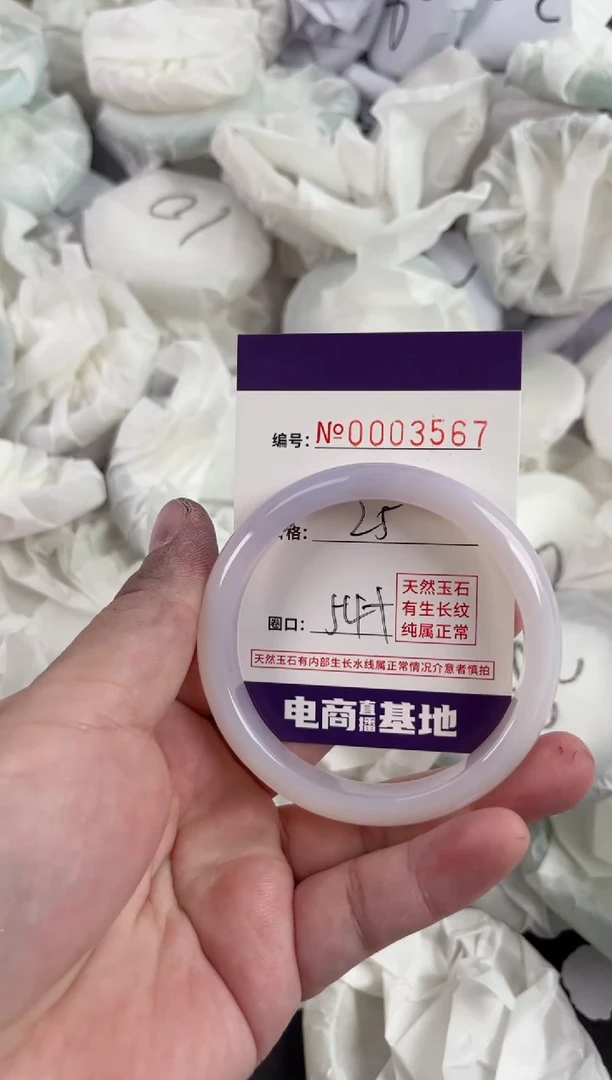 编号: №0003567
格: 25
圈口: 54+
天然玉石
有生长纹
纯属正常
天然玉石有内部生长水线属正常情况介意者慎拍
电商直播基地